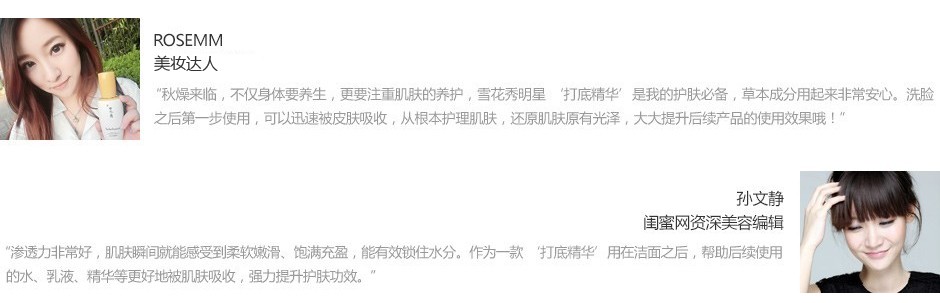 ROSEMM
美妆达人
“秋燥来临，不仅身体要养生，更要注重肌肤的养护，雪花秀明星 ‘打底精华’是我的护肤必备，草本成分用起来非常安心。洗脸
之后第一步使用，可以迅速被皮肤吸收，从根本护理肌肤，还原肌肤原有光泽，大大提升后续产品的使用效果哦！”
孙文静
闺蜜网资深美容编辑
“渗透力非常好，肌肤瞬间就能感受到柔软嫩滑、饱满充盈，能有效锁住水分。作为一款 ‘打底精华’用在洁面之后，帮助后续使用
的水、乳液、精华等更好地被肌肤吸收，强力提升护肤功效。”